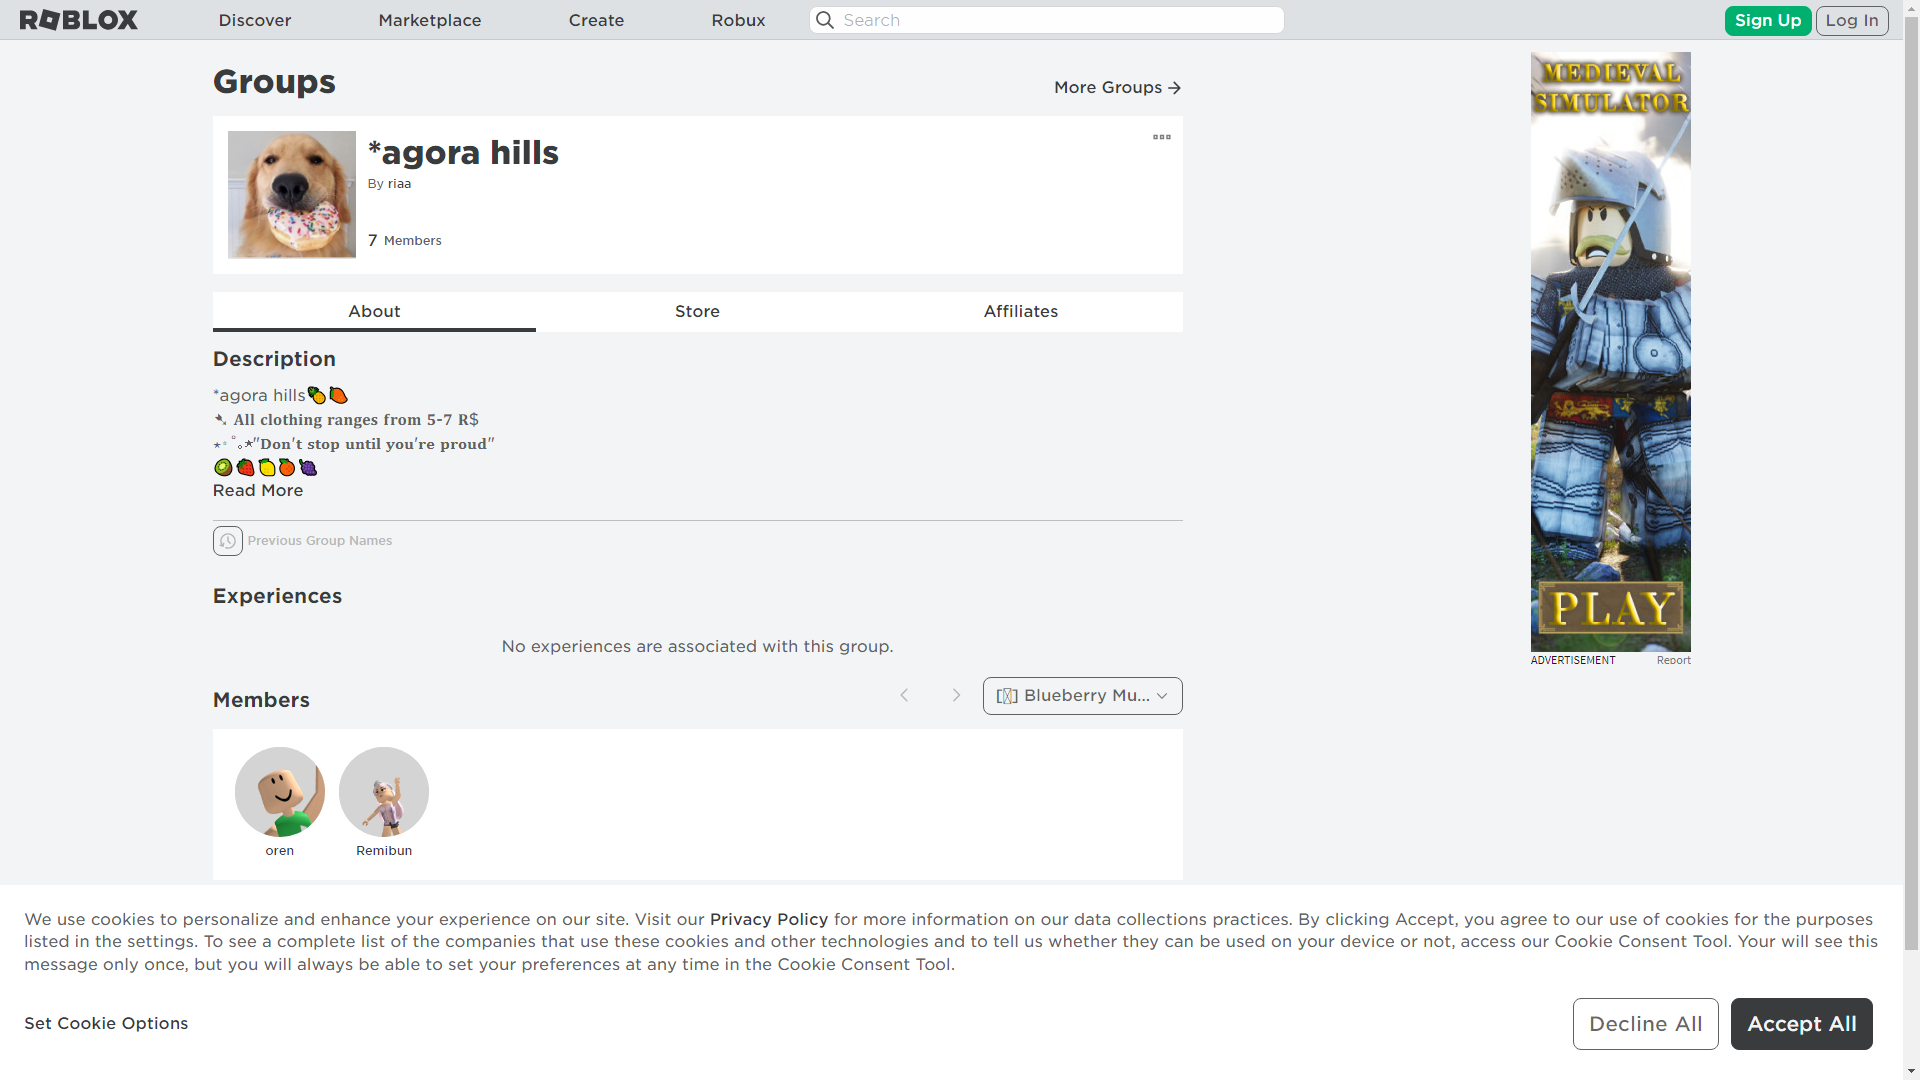 ROBLOX
Discover
Marketplace
Create
Robux
Search
Sign Up
Log In
Groups
More Groups
*agora hills
By riaa
7 Members
About
Store
Affiliates
Description
*agora hills🍍🥭
➷ 𝐀𝐥𝐥 𝐜𝐥𝐨𝐭𝐡𝐢𝐧𝐠 𝐫𝐚𝐧𝐠𝐞𝐬 𝐟𝐫𝐨𝐦 𝟓-𝟕 𝐑$
⋆◦ ˚｡⋆"𝐃𝐨𝐧'𝐭 𝐬𝐭𝐨𝐩 𝐮𝐧𝐭𝐢𝐥 𝐲𝐨𝐮'𝐫𝐞 𝐩𝐫𝐨𝐮𝐝"
🥝🍓🍋🍊🍇
Read More
Previous Group Names
Experiences
No experiences are associated with this group.
Members
Blueberry Mu...
oren
Remibun
MEDIEVAL
SIMULATOR
PLAY
ADVERTISEMENT
Report
We use cookies to personalize and enhance your experience on our site. Visit our Privacy Policy for more information on our data collections practices. By clicking Accept, you agree to our use of cookies for the purposes
listed in the settings. To see a complete list of the companies that use these cookies and other technologies and to tell us whether they can be used on your device or not, access our Cookie Consent Tool. Your will see this
message only once, but you will always be able to set your preferences at any time in the Cookie Consent Tool.
Set Cookie Options
Decline All
Accept All